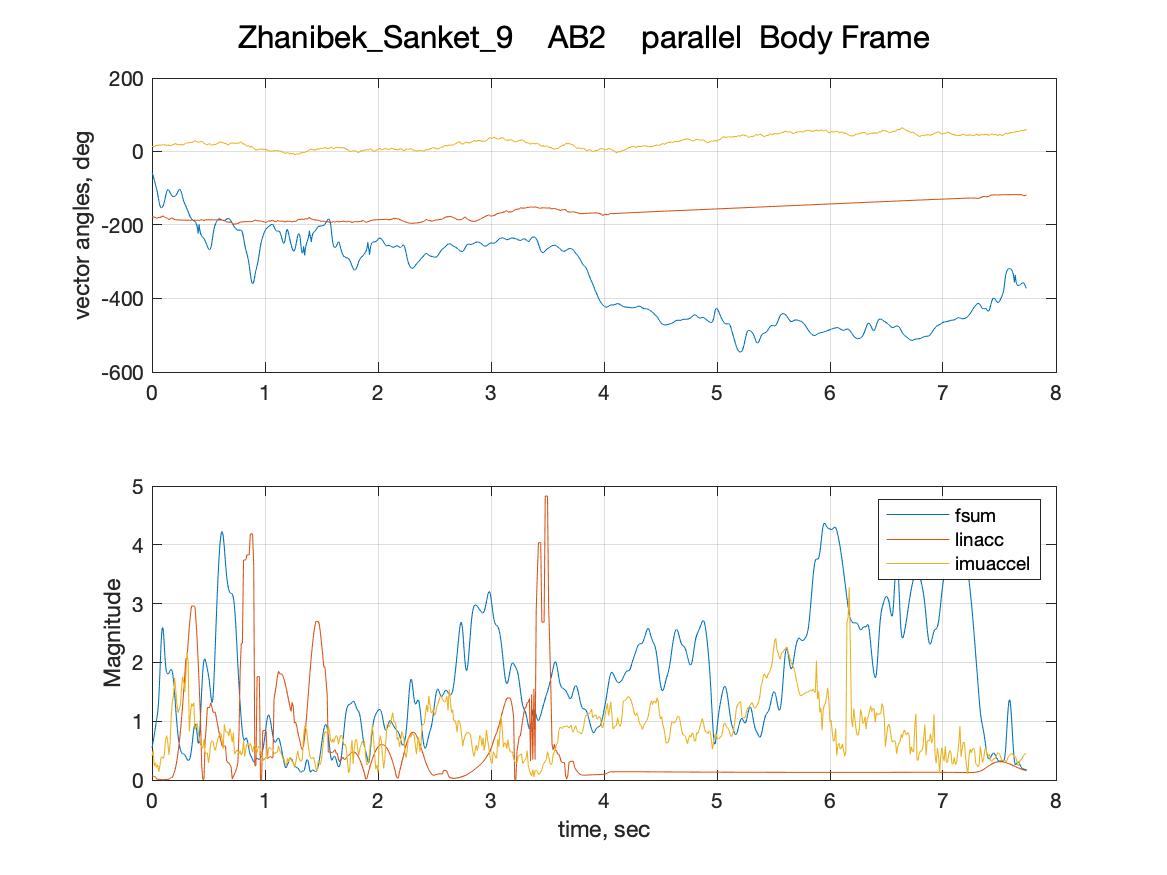 Zhanibek_Sanket_9 AB2 parallel Body Frame
200
0
-200
-400
-600
vector angles, deg
0 1 2 3 4 5 6 7 8
5
4
3
2
1
0
Magnitude
fsum
linacc
imuaccel
0 1 2 3 4 5 6 7 8
time, sec